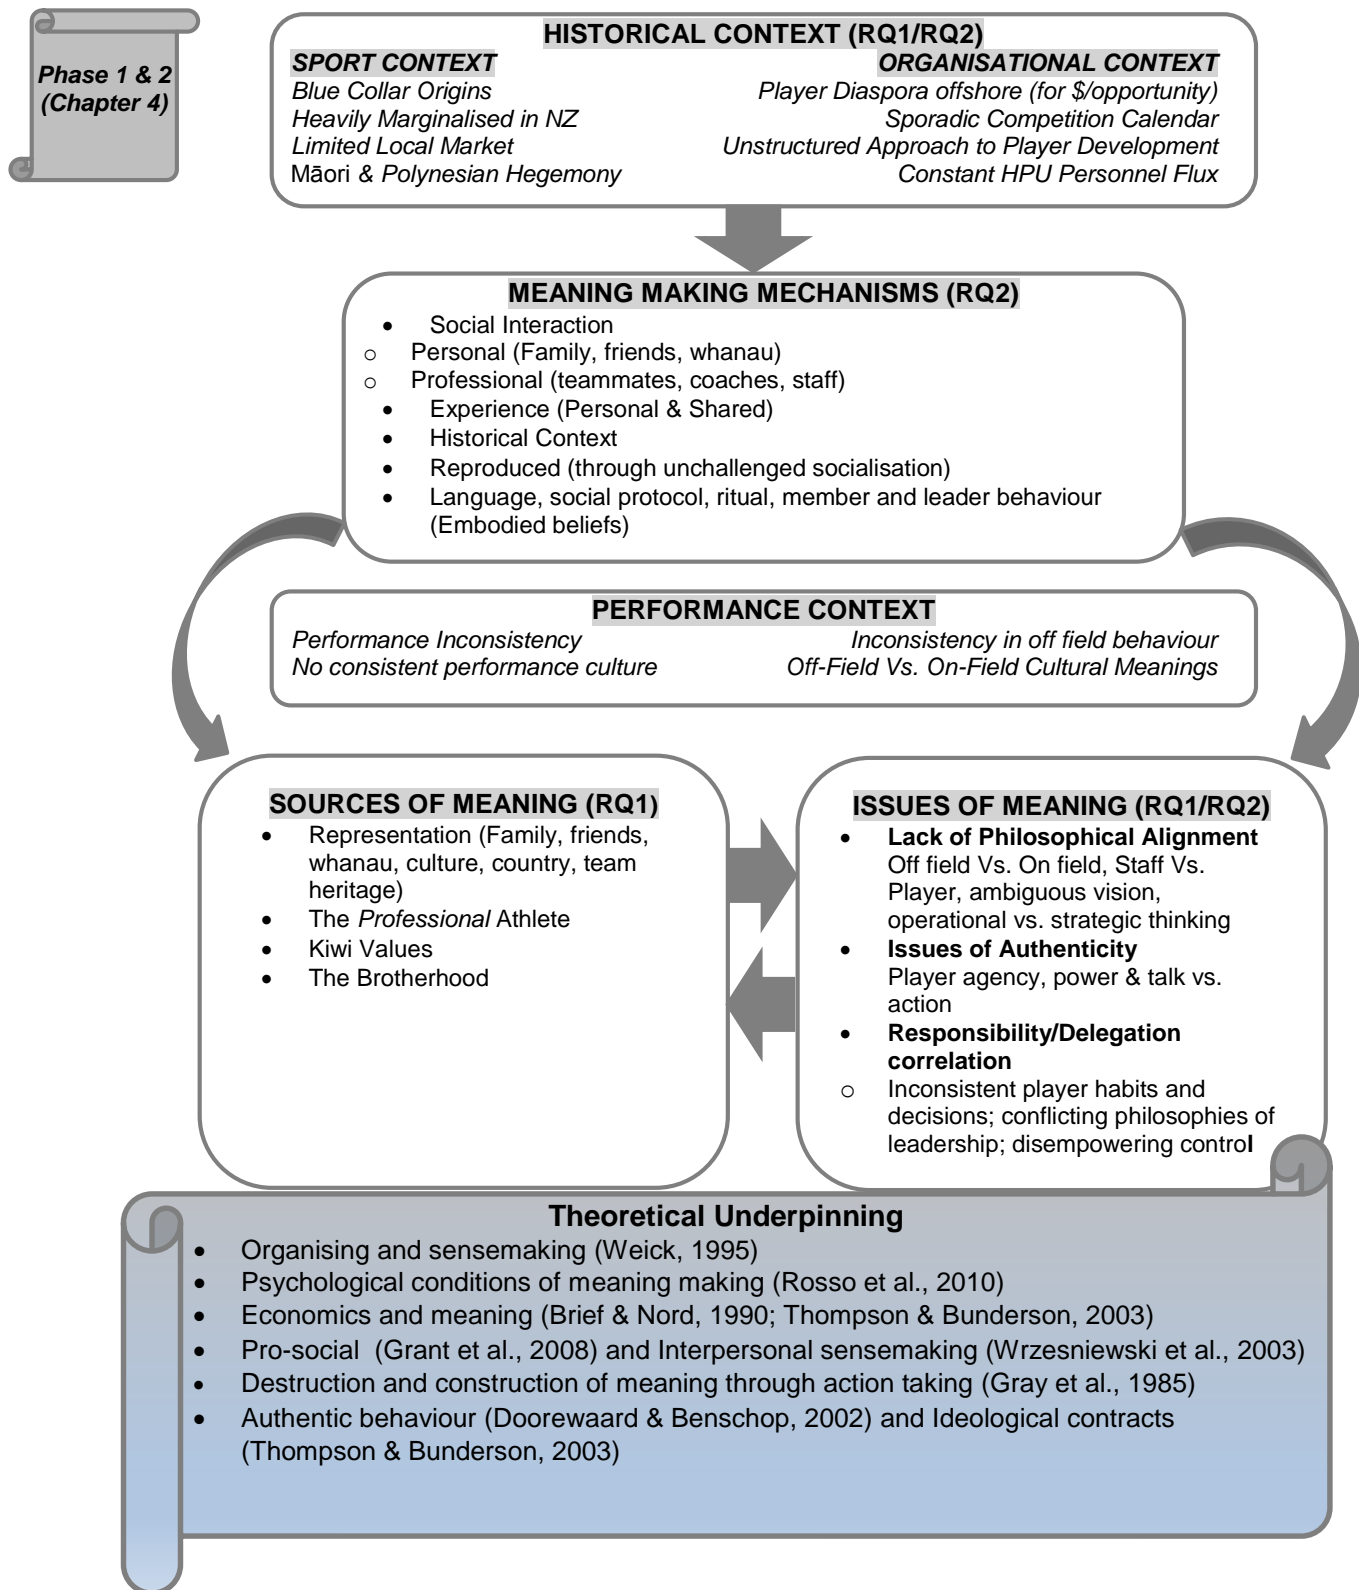 Phase 1 & 2
(Chapter 4)
HISTORICAL CONTEXT (RQ1/RQ2)
SPORT CONTEXT
Blue Collar Origins
Heavily Marginalised in NZ
Limited Local Market
Māori & Polynesian Hegemony
ORGANISATIONAL CONTEXT
Player Diaspora offshore (for $/opportunity)
Sporadic Competition Calendar
Unstructured Approach to Player Development
Constant HPU Personnel Flux
MEANING MAKING MECHANISMS (RQ2)
• Social Interaction
o Personal (Family, friends, whanau)
o Professional (teammates, coaches, staff)
• Experience (Personal & Shared)
• Historical Context
• Reproduced (through unchallenged socialisation)
• Language, social protocol, ritual, member and leader behaviour
(Embodied beliefs)
PERFORMANCE CONTEXT
Performance Inconsistency
No consistent performance culture
Inconsistency in off field behaviour
Off-Field Vs. On-Field Cultural Meanings
SOURCES OF MEANING (RQ1)
• Representation (Family, friends,
whanau, culture, country, team
heritage)
• The Professional Athlete
• Kiwi Values
• The Brotherhood
ISSUES OF MEANING (RQ1/RQ2)
• Lack of Philosophical Alignment
Off field Vs. On field, Staff Vs.
Player, ambiguous vision,
operational vs. strategic thinking
• Issues of Authenticity
Player agency, power & talk vs.
action
• Responsibility/Delegation
correlation
o Inconsistent player habits and
decisions; conflicting philosophies of
leadership; disempowering control
Theoretical Underpinning
• Organising and sensemaking (Weick, 1995)
• Psychological conditions of meaning making (Rosso et al., 2010)
• Economics and meaning (Brief & Nord, 1990; Thompson & Bunderson, 2003)
• Pro-social (Grant et al., 2008) and Interpersonal sensemaking (Wrzesniewski et al., 2003)
• Destruction and construction of meaning through action taking (Gray et al., 1985)
• Authentic behaviour (Doorewaard & Benschop, 2002) and Ideological contracts
(Thompson & Bunderson, 2003)